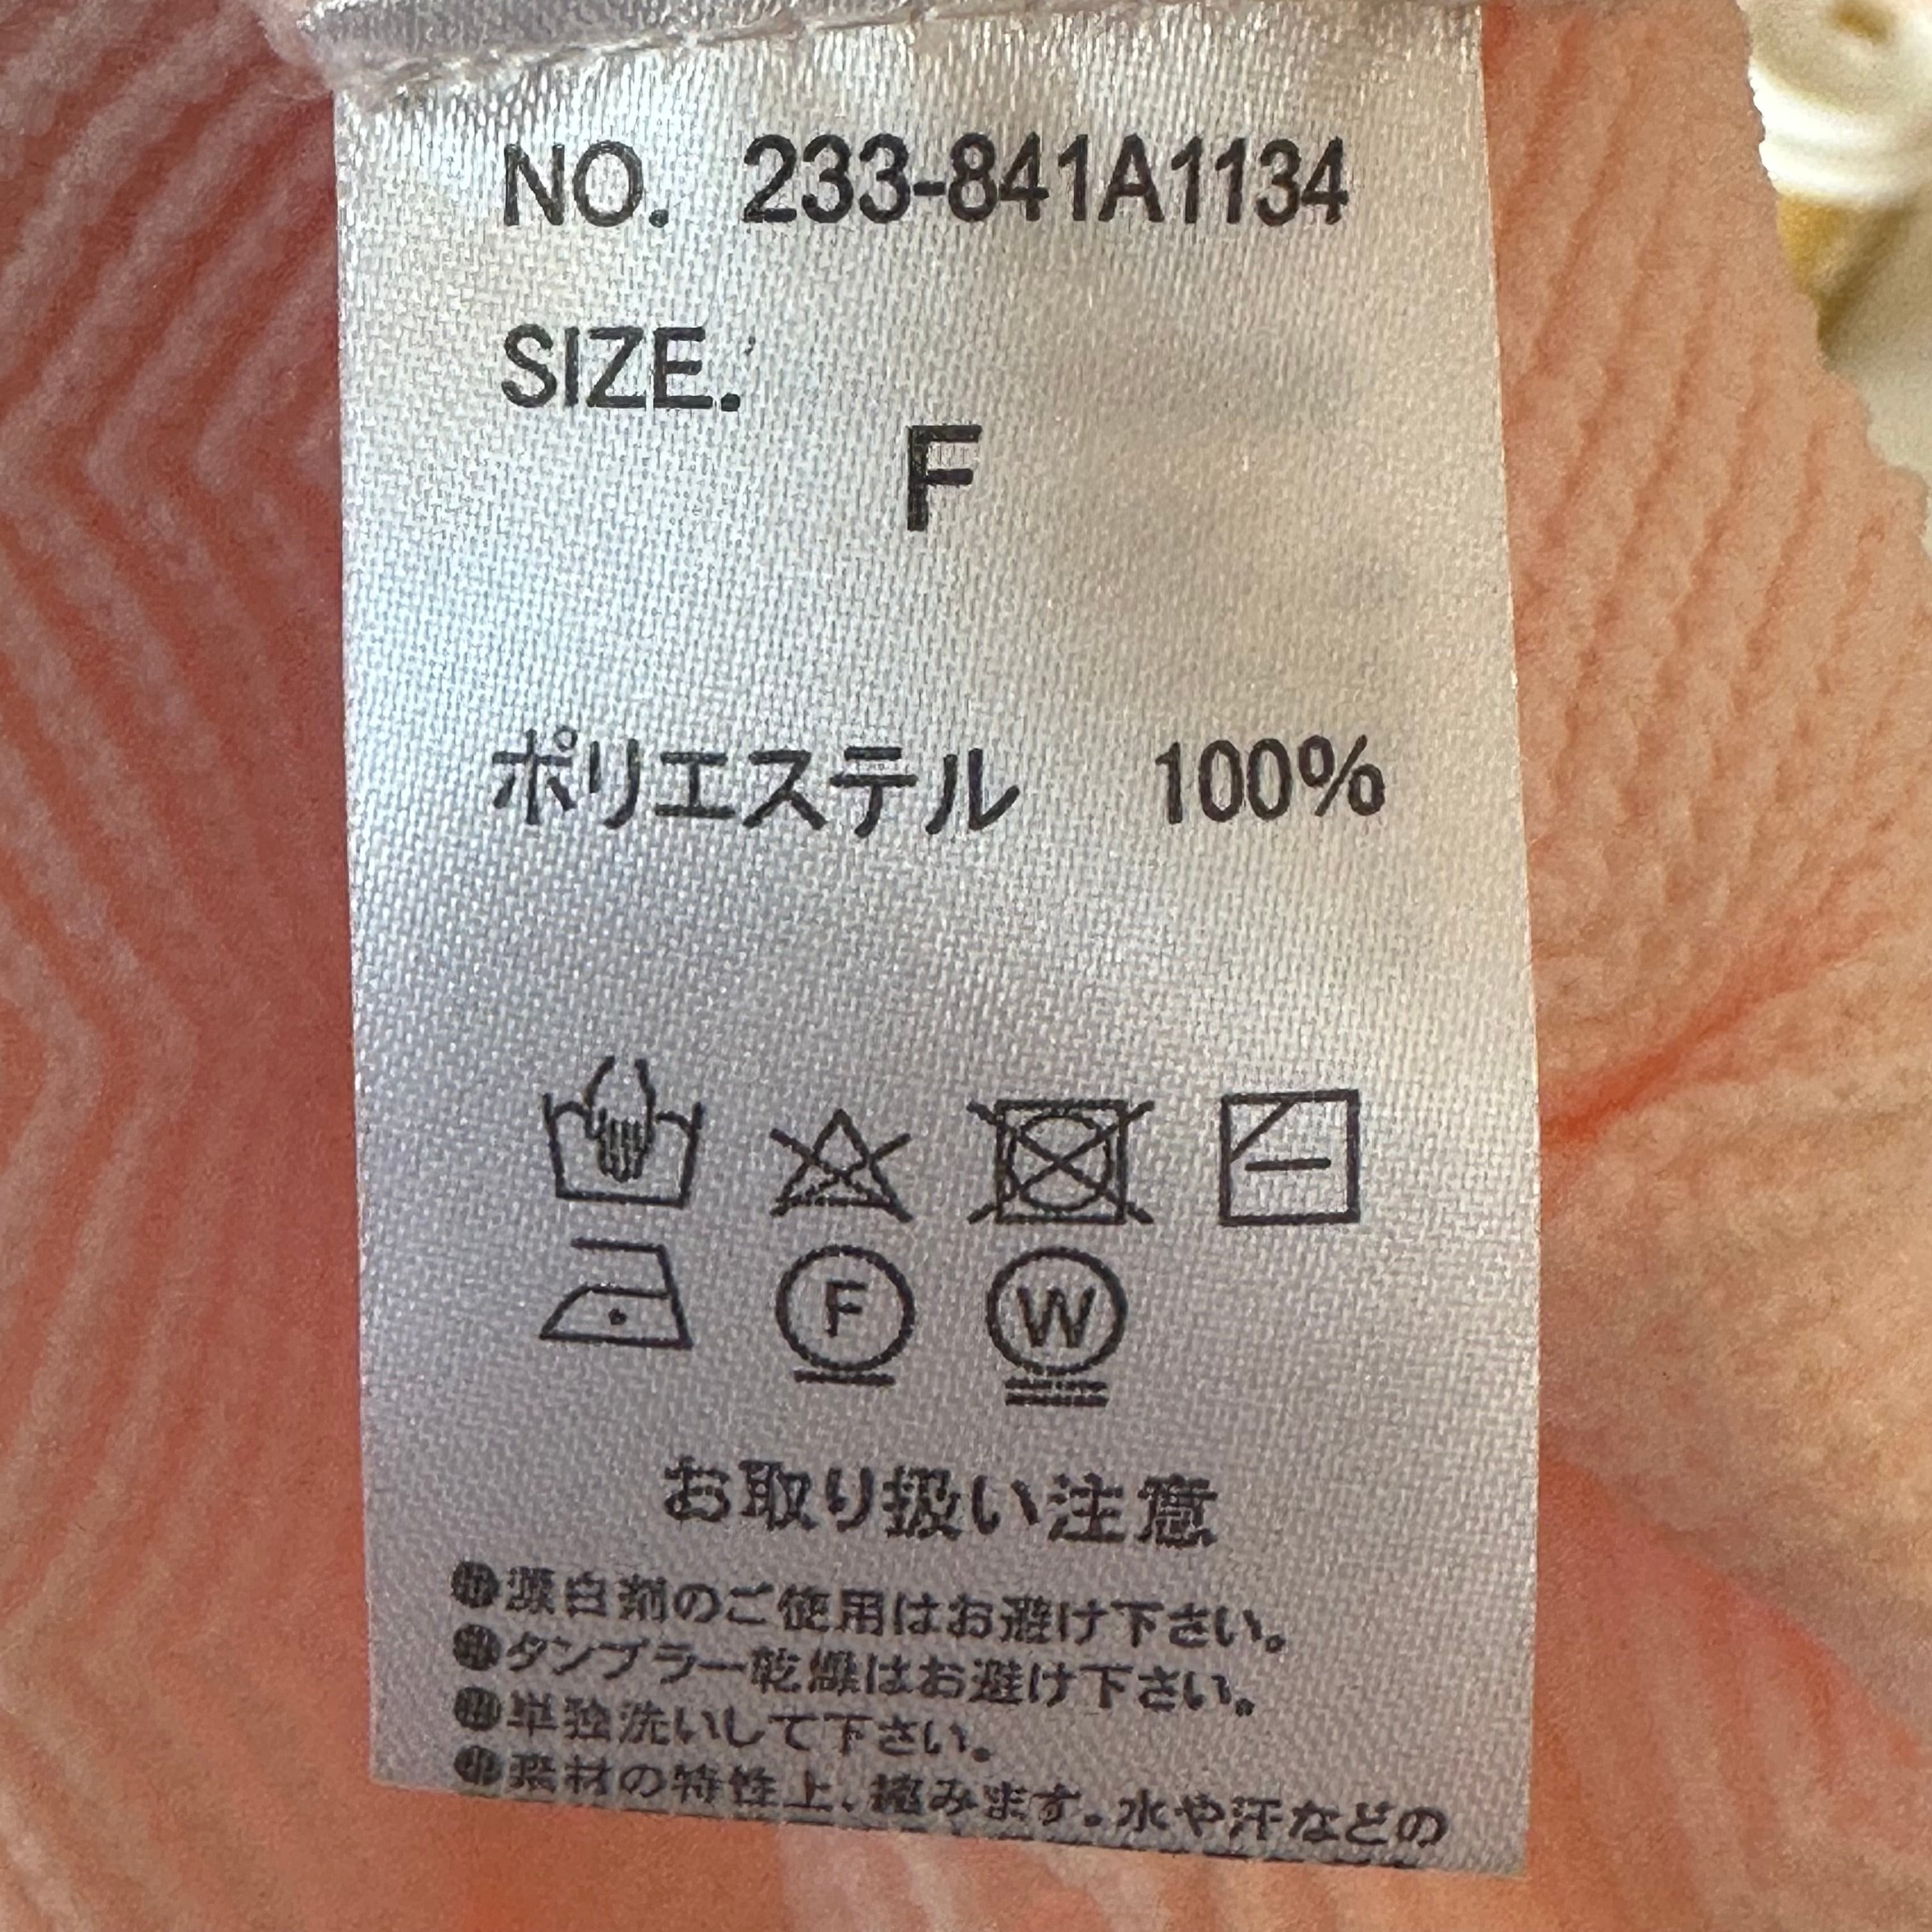 NO. 233-841A1134
SIZE.
F
ポリエステル 100%
F W
お取り扱い注意
●漂白剤のご使用はお避け下さい。
●タンブラー乾燥はお避け下さい。
●単独洗いして下さい。
●素材の特性上、縮みます。水や汗などの